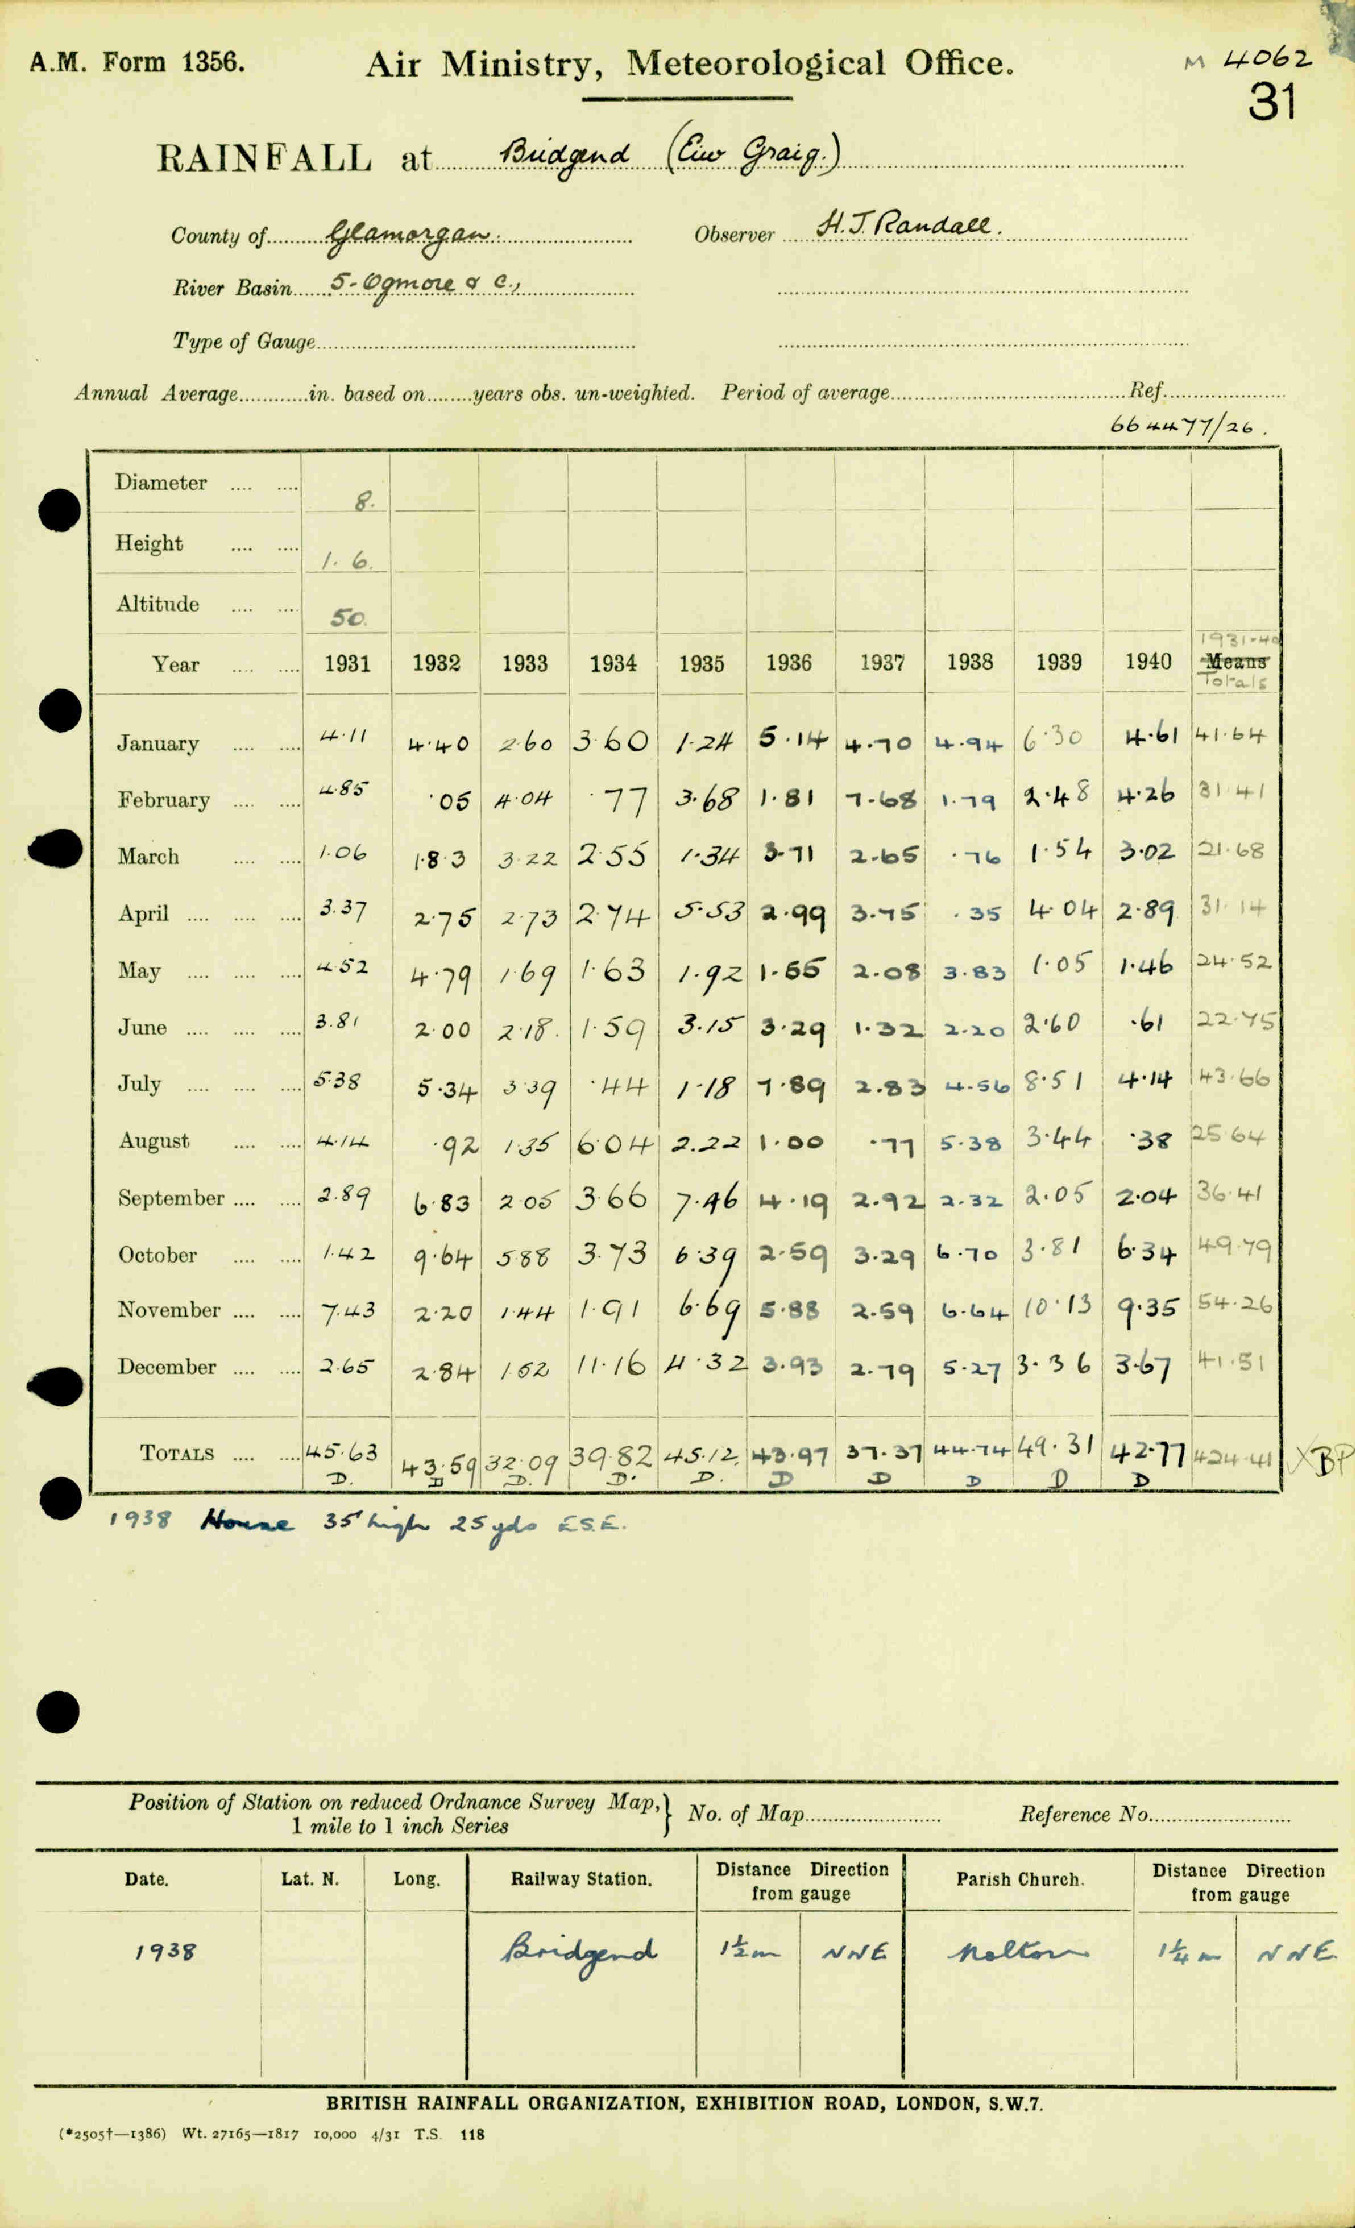 A.M. Form 1356. Air Ministry, Meteorological Office. M 4062
31
RAINFALL at Bridgend (Eiw Graig.)
County of Glamorgan. Observer H.J. Randall.
River Basin 5-Ogmore & C.,
Type of Gauge
Annual Average in. based on years obs. un-weighted. Period of average Ref.
664477/26.
Diameter 8.
Height 1. 6.
Altitude 50.
1931-40
Year 1931 1932 1933 1934 1935 1936 1937 1938 1939 1940 Means
Totals
January 4.11 4.40 2.60 3.60 1.24 5.14 4.70 4.94 6.30 4.61 41.64
February 4.85 .05 4.04 .77 3.68 1.81 7.68 1.79 2.48 4.26 31.41
March 1.06 1.83 3.22 2.55 1.34 3.71 2.65 .76 1.54 3.02 21.68
April 3.37 2.75 2.73 2.74 5.53 2.99 3.75 .35 4.04 2.89 31.14
May 4.52 4.79 1.69 1.63 1.92 1.55 2.08 3.83 1.05 1.46 24.52
June 3.81 2.00 2.18 1.59 3.15 3.29 1.32 2.20 2.60 .61 22.75
July 5.38 5.34 3.39 .44 1.18 7.89 2.83 4.56 8.51 4.14 43.66
August 4.14 .92 1.35 6.04 2.22 1.00 .77 5.38 3.44 .38 25.64
September 2.89 6.83 2.05 3.66 7.46 4.19 2.92 2.32 2.05 2.04 36.41
October 1.42 9.64 5.88 3.73 6.39 2.59 3.29 6.70 3.81 6.34 49.79
November 7.43 2.20 1.44 1.91 6.69 5.88 2.59 6.64 10.13 9.35 54.26
December 2.65 2.84 1.52 11.16 4.32 3.93 2.79 5.27 3.36 3.67 41.51
TOTALS 45.63 43.59 32.09 39.82 45.12 43.97 37.37 44.74 49.31 42.77 424.41 XBP
D. D D. D. D. D D D D D
1938 House 35' high 25 yds E.S.E.
Position of Station on reduced Ordnance Survey Map,} No. of Map Reference No.
1 mile to 1 inch Series
Date. Lat. N. Long. Railway Station. Distance Direction from gauge Parish Church. Distance Direction from gauge
1938 Bridgend 1½ m NNE Nolton 1¼ m NNE
BRITISH RAINFALL ORGANIZATION, EXHIBITION ROAD, LONDON, S.W.7.
(*2505†—1386) Wt. 27165—1817 10,000 4/31 T.S. 118